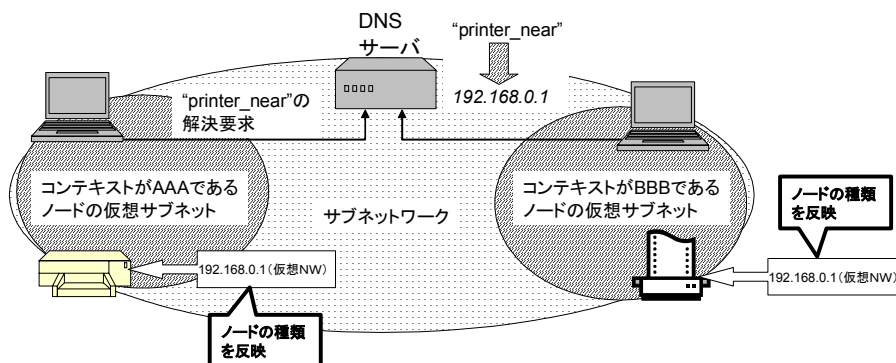 DNS
サーバ
“printer_near”
192.168.0.1
“printer_near”の
解決要求
コンテキストがAAAである
ノードの仮想サブネット
サブネットワーク
コンテキストがBBBである
ノードの仮想サブネット
ノードの種類
を反映
192.168.0.1(仮想NW)
192.168.0.1(仮想NW)
ノードの種類
を反映